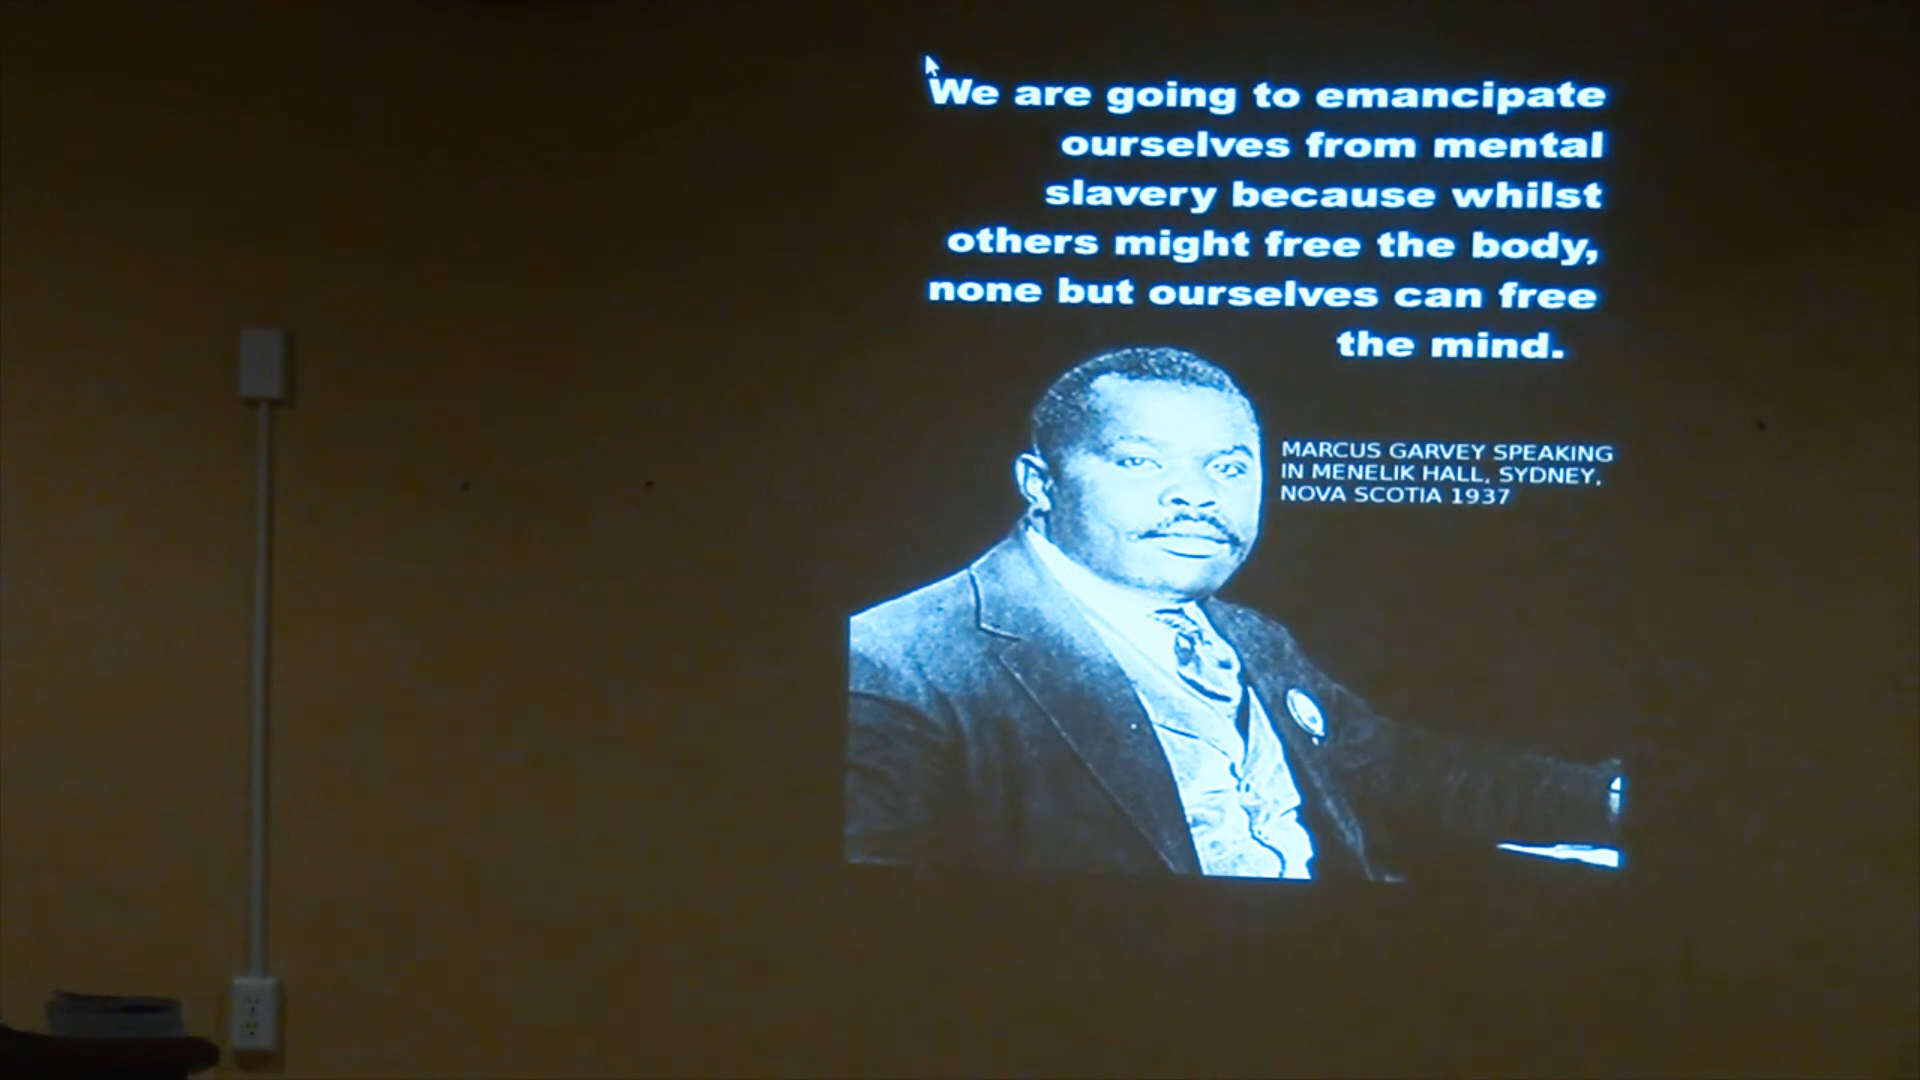 We are going to emancipate
ourselves from mental
slavery because whilst
others might free the body,
none but ourselves can free
the mind.
MARCUS GARVEY SPEAKING
IN MENELIK HALL, SYDNEY,
NOVA SCOTIA 1937